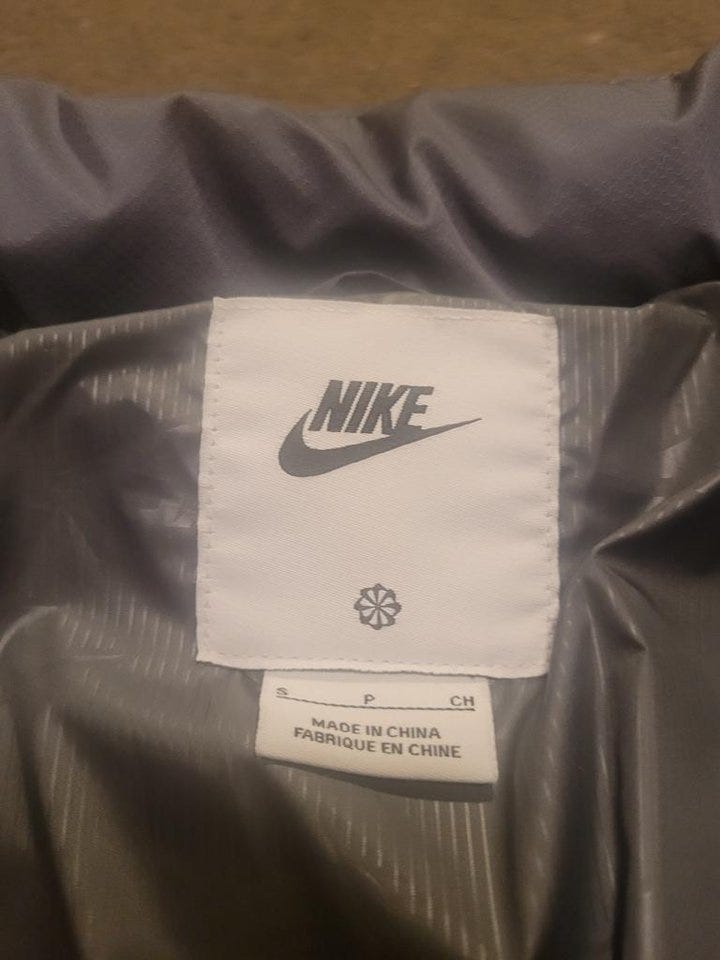 NIKE
S P CH
MADE IN CHINA
FABRIQUE EN CHINE